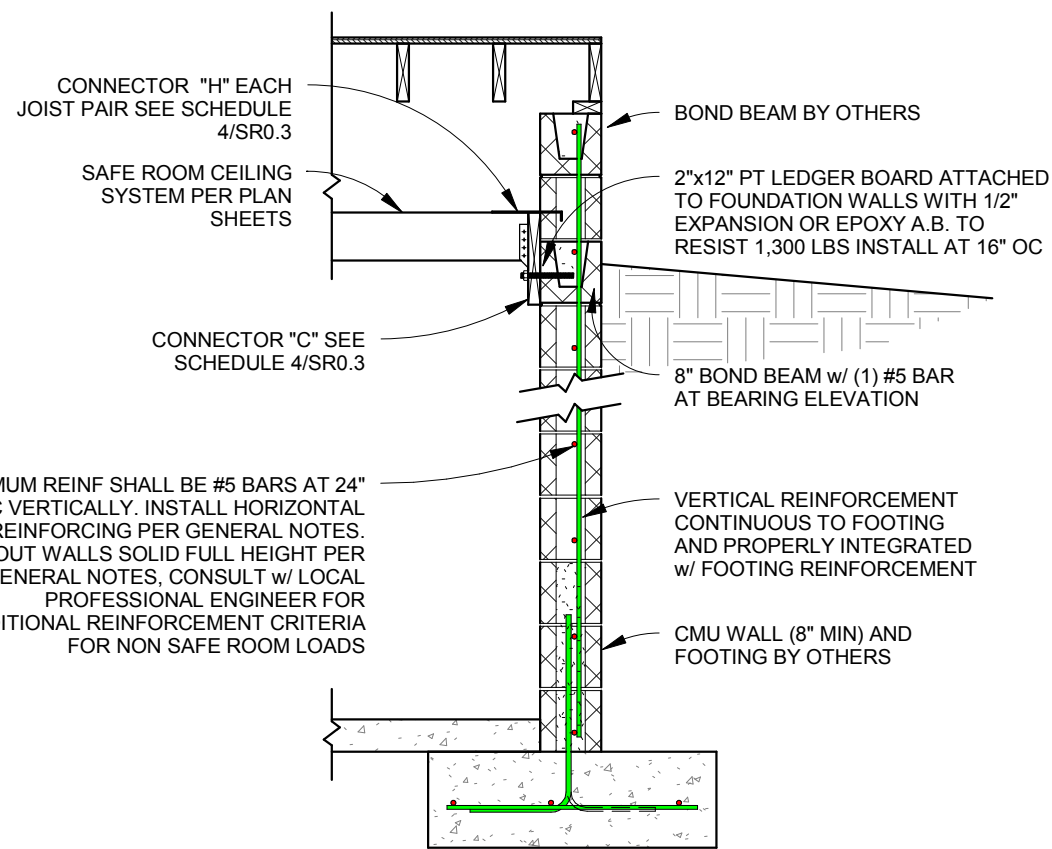 CONNECTOR "H" EACH
JOIST PAIR SEE SCHEDULE
4/SR0.3
SAFE ROOM CEILING
SYSTEM PER PLAN
SHEETS
CONNECTOR "C" SEE
SCHEDULE 4/SR0.3
REINF SHALL BE #5 BARS AT 24"
VERTICALLY. INSTALL HORIZONTAL
REINFORCING PER GENERAL NOTES.
WALLS SOLID FULL HEIGHT PER
NOTES, CONSULT w/ LOCAL
PROFESSIONAL ENGINEER FOR
REINFORCEMENT CRITERIA
FOR NON SAFE ROOM LOADS
BOND BEAM BY OTHERS
2"x12" PT LEDGER BOARD ATTACHED
TO FOUNDATION WALLS WITH 1/2"
EXPANSION OR EPOXY A.B. TO
RESIST 1,300 LBS INSTALL AT 16" OC
8" BOND BEAM w/ (1) #5 BAR
AT BEARING ELEVATION
VERTICAL REINFORCEMENT
CONTINUOUS TO FOOTING
AND PROPERLY INTEGRATED
w/ FOOTING REINFORCEMENT
CMU WALL (8" MIN) AND
FOOTING BY OTHERS